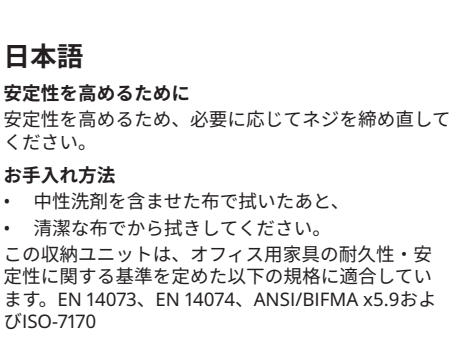 日本語
安定性を高めるために
安定性を高めるため、必要に応じてネジを締め直して
ください。
お手入れ方法
• 中性洗剤を含ませた布で拭いたあと、
• 清潔な布でから拭きしてください。
この収納ユニットは、オフィス用家具の耐久性・安
定性に関する基準を定めた以下の規格に適合してい
ます。EN 14073、EN 14074、ANSI/BIFMA x5.9およ
びISO-7170